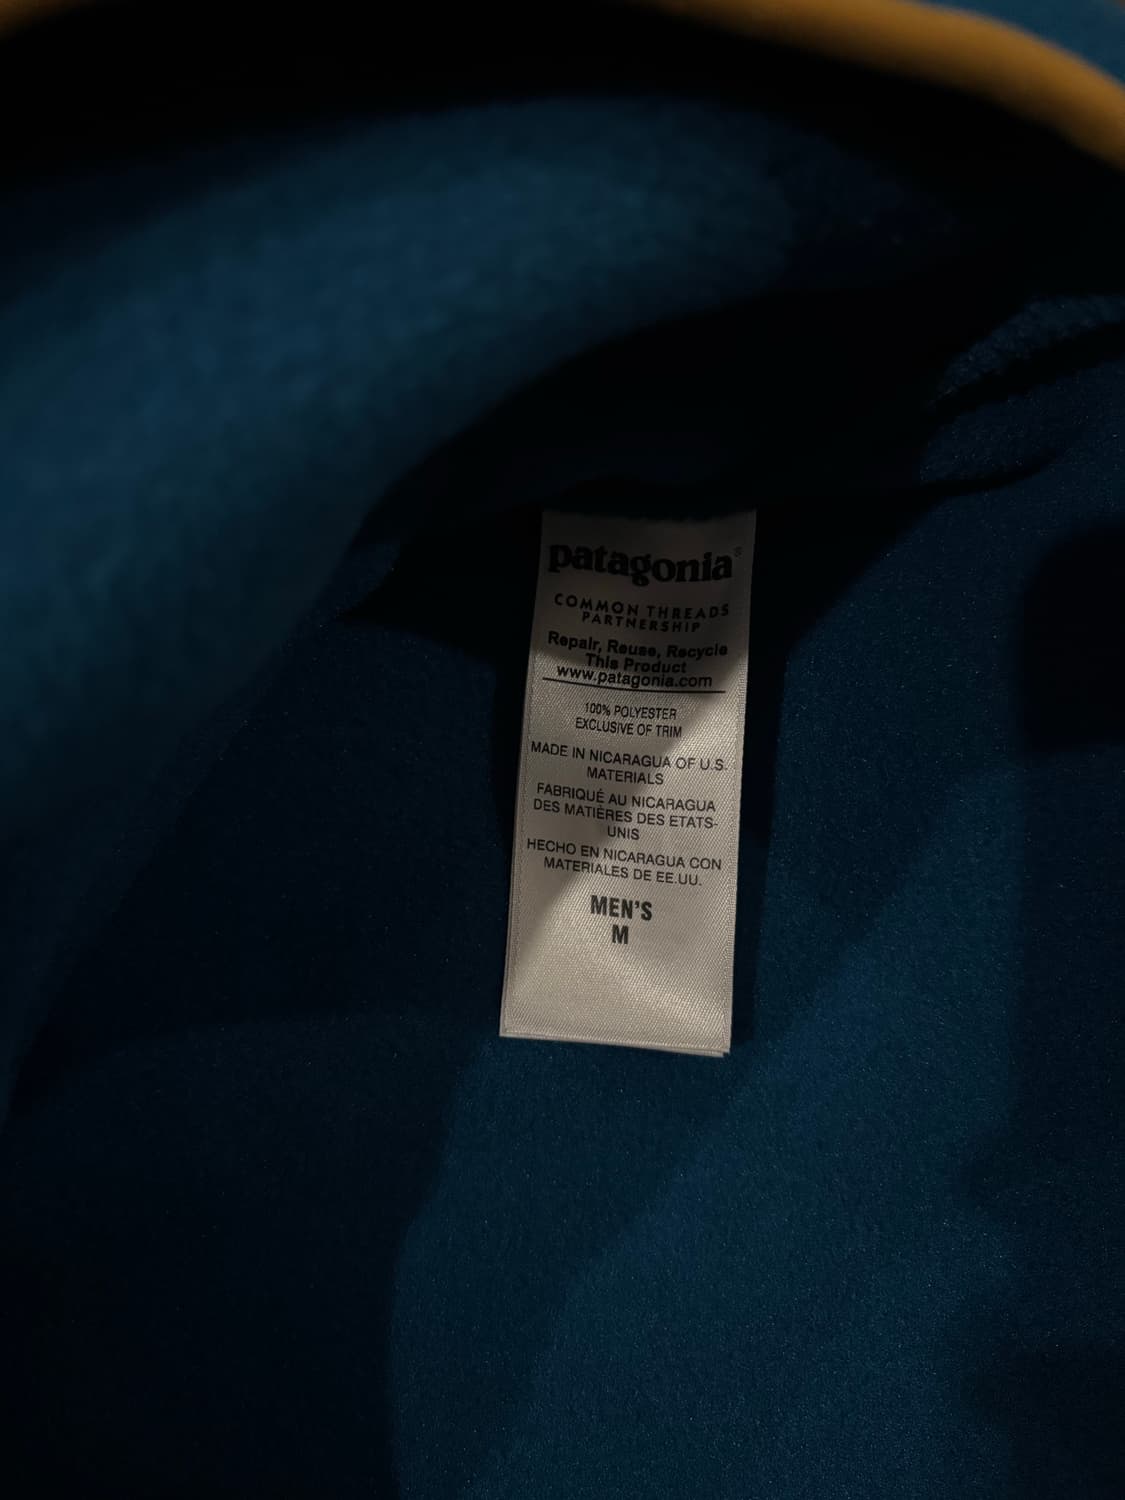 patagonia®
COMMON THREADS
PARTNERSHIP
Repair, Reuse, Recycle
This Product
www.patagonia.com
100% POLYESTER
EXCLUSIVE OF TRIM
MADE IN NICARAGUA OF U.S.
MATERIALS
FABRIQUÉ AU NICARAGUA
DES MATIÈRES DES ETATS-
UNIS
HECHO EN NICARAGUA CON
MATERIALES DE EE.UU.
MEN'S
M